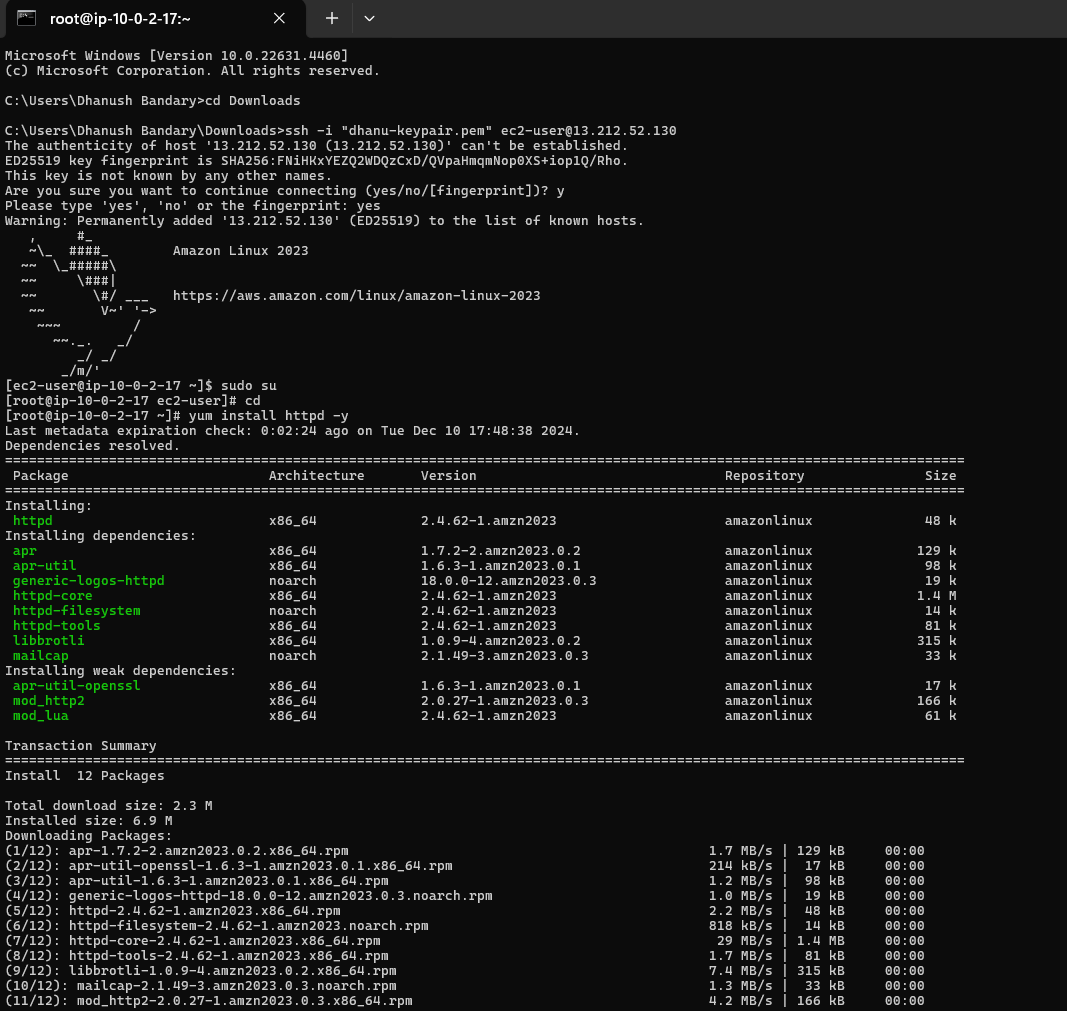 root@ip-10-0-2-17:~
Microsoft Windows [Version 10.0.22631.4460]
(c) Microsoft Corporation. All rights reserved.
C:\Users\Dhanush Bandary>cd Downloads
C:\Users\Dhanush Bandary\Downloads>ssh -i "dhanu-keypair.pem" ec2-user@13.212.52.130
The authenticity of host '13.212.52.130 (13.212.52.130)' can't be established.
ED25519 key fingerprint is SHA256:FNiHKxYEZQ2WDQzCxD/QVpaHmqmNop0XS+iop1Q/Rho.
This key is not known by any other names.
Are you sure you want to continue connecting (yes/no/[fingerprint])? y
Please type 'yes', 'no' or the fingerprint: yes
Warning: Permanently added '13.212.52.130' (ED25519) to the list of known hosts.
   ,     #_
   ~\_  ####_        Amazon Linux 2023
  ~~  \_#####\
  ~~     \###|
  ~~       \#/ ___   https://aws.amazon.com/linux/amazon-linux-2023
   ~~       V~' '->
    ~~~         /
      ~~._.   _/
         _/ _/
       _/m/'
[ec2-user@ip-10-0-2-17 ~]$ sudo su
[root@ip-10-0-2-17 ec2-user]# cd
[root@ip-10-0-2-17 ~]# yum install httpd -y
Last metadata expiration check: 0:02:24 ago on Tue Dec 10 17:48:38 2024.
Dependencies resolved.
========================================================================================================================
 Package                         Architecture       Version                               Repository              Size
========================================================================================================================
Installing:
 httpd                           x86_64             2.4.62-1.amzn2023                     amazonlinux             48 k
Installing dependencies:
 apr                             x86_64             1.7.2-2.amzn2023.0.2                  amazonlinux            129 k
 apr-util                        x86_64             1.6.3-1.amzn2023.0.1                  amazonlinux             98 k
 generic-logos-httpd             noarch             18.0.0-12.amzn2023.0.3                amazonlinux             19 k
 httpd-core                      x86_64             2.4.62-1.amzn2023                     amazonlinux            1.4 M
 httpd-filesystem                noarch             2.4.62-1.amzn2023                     amazonlinux             14 k
 httpd-tools                     x86_64             2.4.62-1.amzn2023                     amazonlinux             81 k
 libbrotli                       x86_64             1.0.9-4.amzn2023.0.2                  amazonlinux            315 k
 mailcap                         noarch             2.1.49-3.amzn2023.0.3                 amazonlinux             33 k
Installing weak dependencies:
 apr-util-openssl                x86_64             1.6.3-1.amzn2023.0.1                  amazonlinux             17 k
 mod_http2                       x86_64             2.0.27-1.amzn2023.0.3                 amazonlinux            166 k
 mod_lua                         x86_64             2.4.62-1.amzn2023                     amazonlinux             61 k
Transaction Summary
========================================================================================================================
Install  12 Packages
Total download size: 2.3 M
Installed size: 6.9 M
Downloading Packages:
(1/12): apr-1.7.2-2.amzn2023.0.2.x86_64.rpm                                             1.7 MB/s | 129 kB     00:00
(2/12): apr-util-openssl-1.6.3-1.amzn2023.0.1.x86_64.rpm                                214 kB/s |  17 kB     00:00
(3/12): apr-util-1.6.3-1.amzn2023.0.1.x86_64.rpm                                        1.2 MB/s |  98 kB     00:00
(4/12): generic-logos-httpd-18.0.0-12.amzn2023.0.3.noarch.rpm                           1.0 MB/s |  19 kB     00:00
(5/12): httpd-2.4.62-1.amzn2023.x86_64.rpm                                              2.2 MB/s |  48 kB     00:00
(6/12): httpd-filesystem-2.4.62-1.amzn2023.noarch.rpm                                   818 kB/s |  14 kB     00:00
(7/12): httpd-core-2.4.62-1.amzn2023.x86_64.rpm                                          29 MB/s | 1.4 MB     00:00
(8/12): httpd-tools-2.4.62-1.amzn2023.x86_64.rpm                                        1.7 MB/s |  81 kB     00:00
(9/12): libbrotli-1.0.9-4.amzn2023.0.2.x86_64.rpm                                       7.4 MB/s | 315 kB     00:00
(10/12): mailcap-2.1.49-3.amzn2023.0.3.noarch.rpm                                       1.3 MB/s |  33 kB     00:00
(11/12): mod_http2-2.0.27-1.amzn2023.0.3.x86_64.rpm                                     4.2 MB/s | 166 kB     00:00